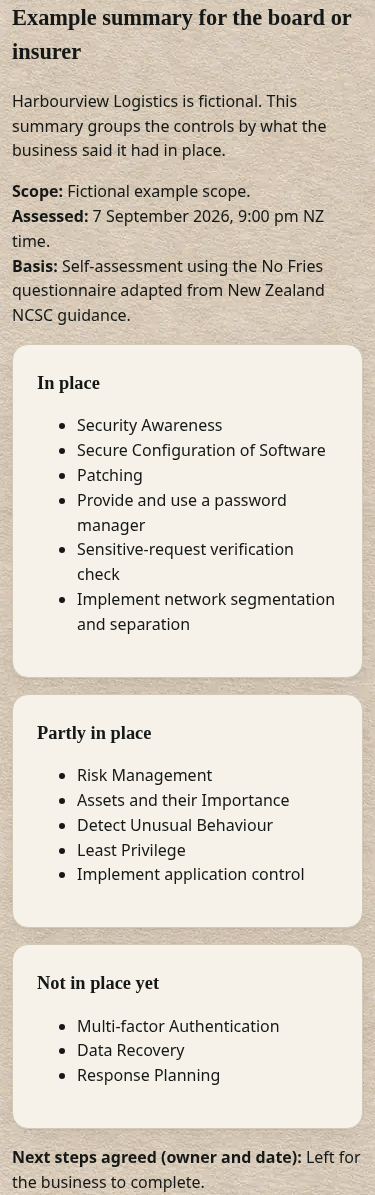 Example summary for the board or
insurer
Harbourview Logistics is fictional. This
summary groups the controls by what the
business said it had in place.
Scope: Fictional example scope.
Assessed: 7 September 2026, 9:00 pm NZ
time.
Basis: Self-assessment using the No Fries
questionnaire adapted from New Zealand
NCSC guidance.
In place
• Security Awareness
• Secure Configuration of Software
• Patching
• Provide and use a password
manager
• Sensitive-request verification
check
• Implement network segmentation
and separation
Partly in place
• Risk Management
• Assets and their Importance
• Detect Unusual Behaviour
• Least Privilege
• Implement application control
Not in place yet
• Multi-factor Authentication
• Data Recovery
• Response Planning
Next steps agreed (owner and date): Left for
the business to complete.